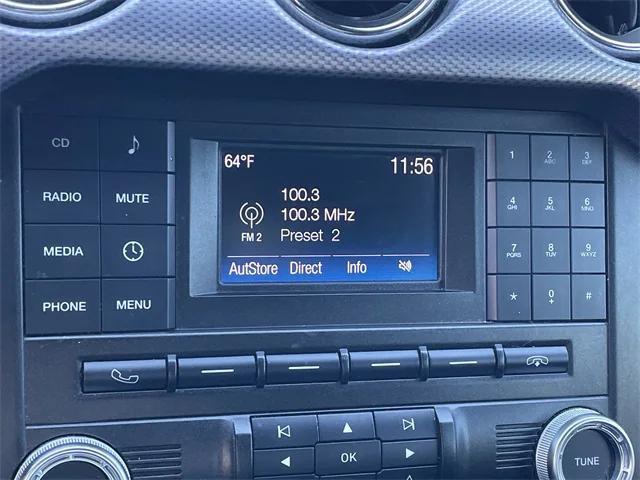 64°F 11:56
100.3
100.3 MHz
FM 2 Preset 2
AutStore Direct Info
CD
RADIO MUTE
MEDIA
PHONE MENU
1 2 ABC 3 DEF
4 GHI 5 JKL 6 MNO
7 PQRS 8 TUV 9 WXYZ
* 0 + #
OK
TUNE